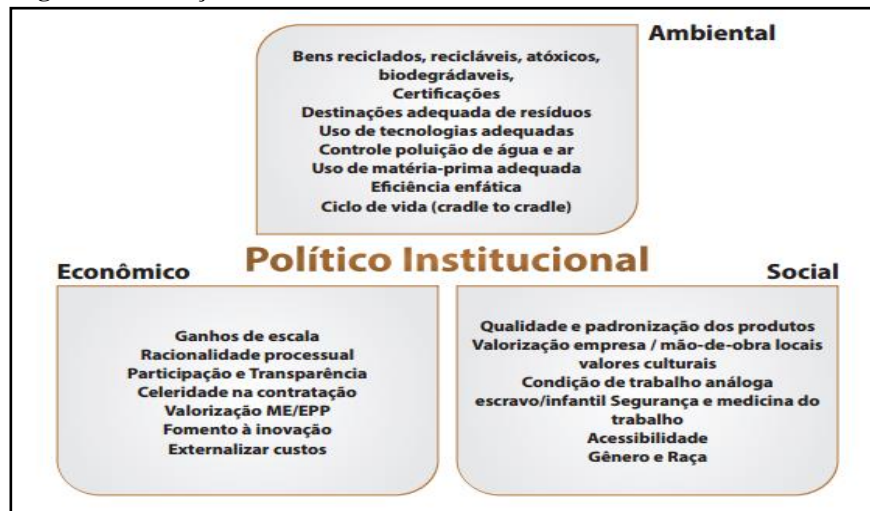 Ambiental
Bens reciclados, recicláveis, atóxicos,
biodegrádaveis,
Certificações
Destinações adequada de resíduos
Uso de tecnologias adequadas
Controle poluição de água e ar
Uso de matéria-prima adequada
Eficiência enfática
Ciclo de vida (cradle to cradle)
Político Institucional
Econômico
Ganhos de escala
Racionalidade processual
Participação e Transparência
Celeridade na contratação
Valorização ME/EPP
Fomento à inovação
Externalizar custos
Social
Qualidade e padronização dos produtos
Valorização empresa / mão-de-obra locais
valores culturais
Condição de trabalho análoga
escravo/infantil Segurança e medicina do
trabalho
Acessibilidade
Gênero e Raça